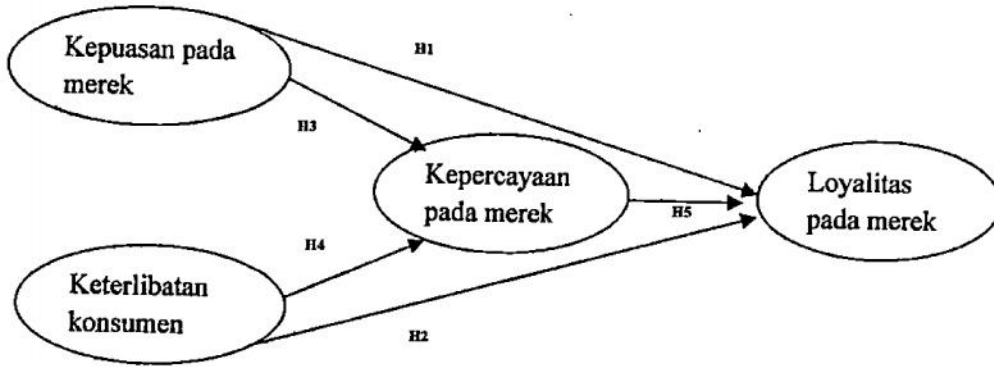 Kepuasan pada
merek
H1
H3
Kepercayaan
pada merek
H5
Loyalitas
pada merek
H4
Keterlibatan
konsumen
H2